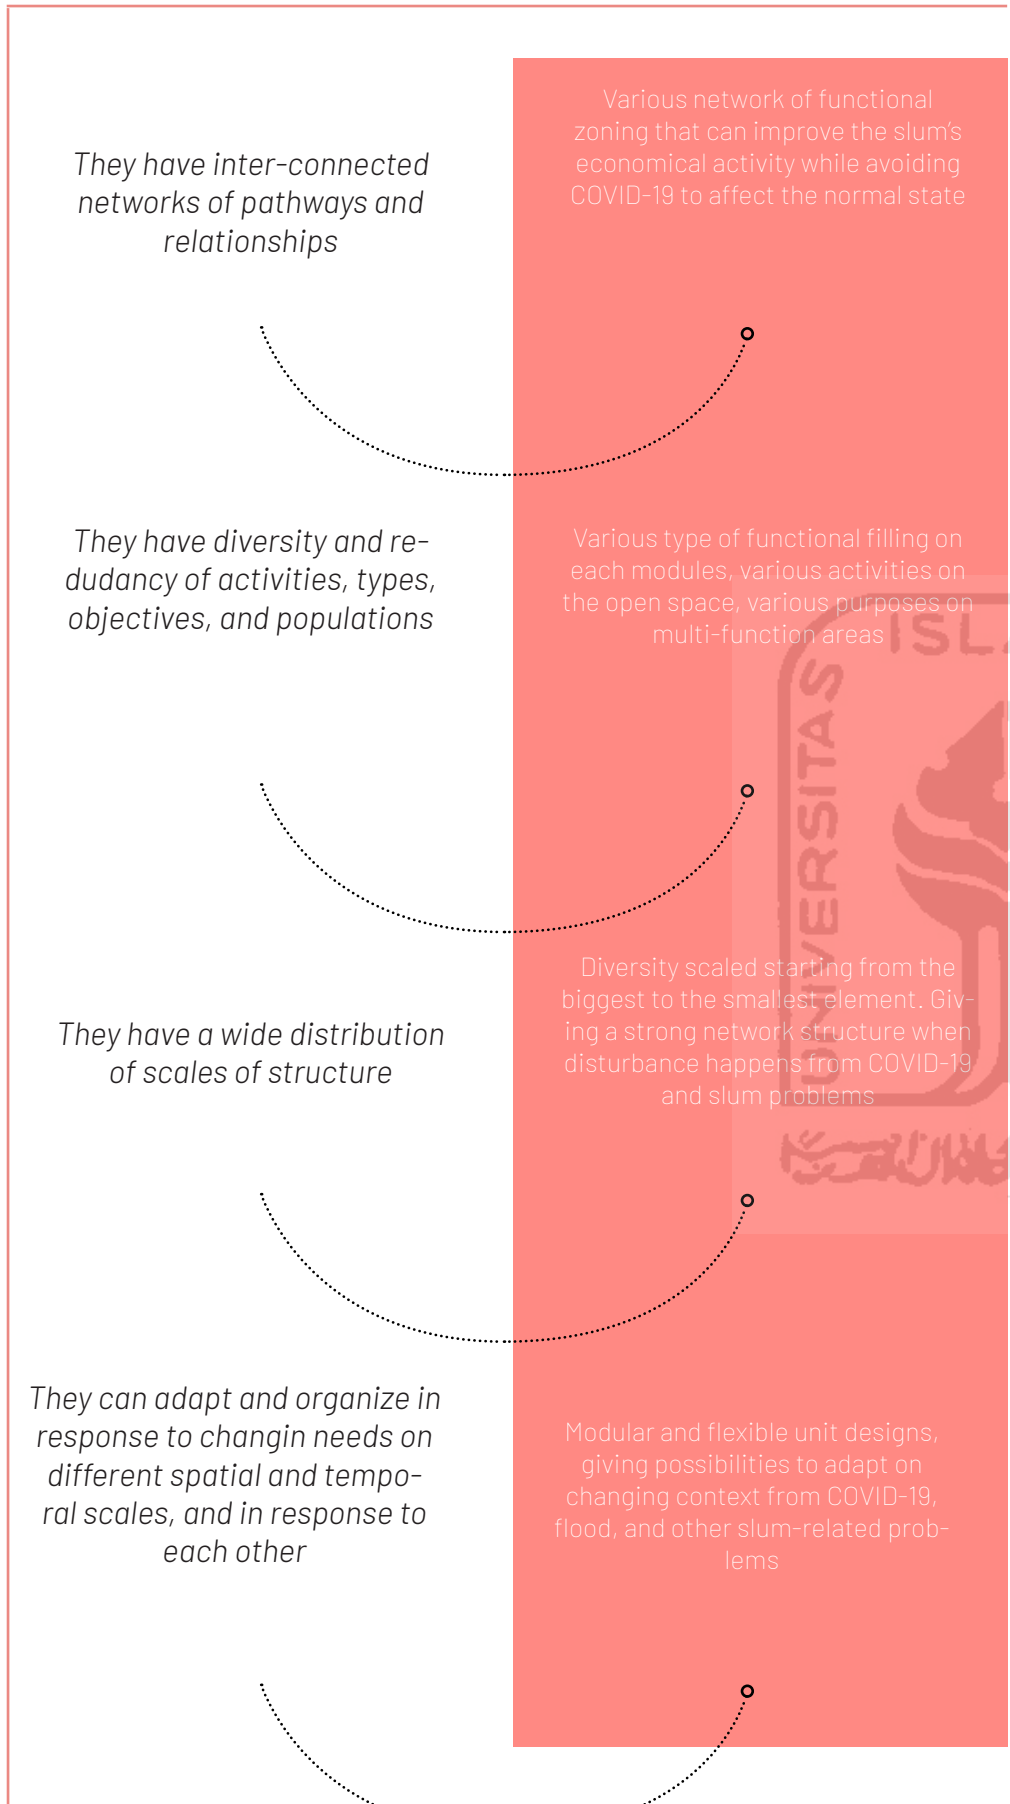 They have inter-connected
networks of pathways and
relationships
Various network of functional
zoning that can improve the slum's
economical activity while avoiding
COVID-19 to affect the normal state
They have diversity and re-
dudancy of activities, types,
objectives, and populations
Various type of functional filling on
each modules, various activities on
the open space, various purposes on
multi-function areas
They have a wide distribution
of scales of structure
Diversity scaled starting from the
biggest to the smallest element. Giv-
ing a strong network structure when
disturbance happens from COVID-19
and slum problems
They can adapt and organize in
response to changin needs on
different spatial and tempo-
ral scales, and in response to
each other
Modular and flexible unit designs,
giving possibilities to adapt on
changing context from COVID-19,
flood, and other slum-related prob-
lems
UNIVERSITAS
ISL